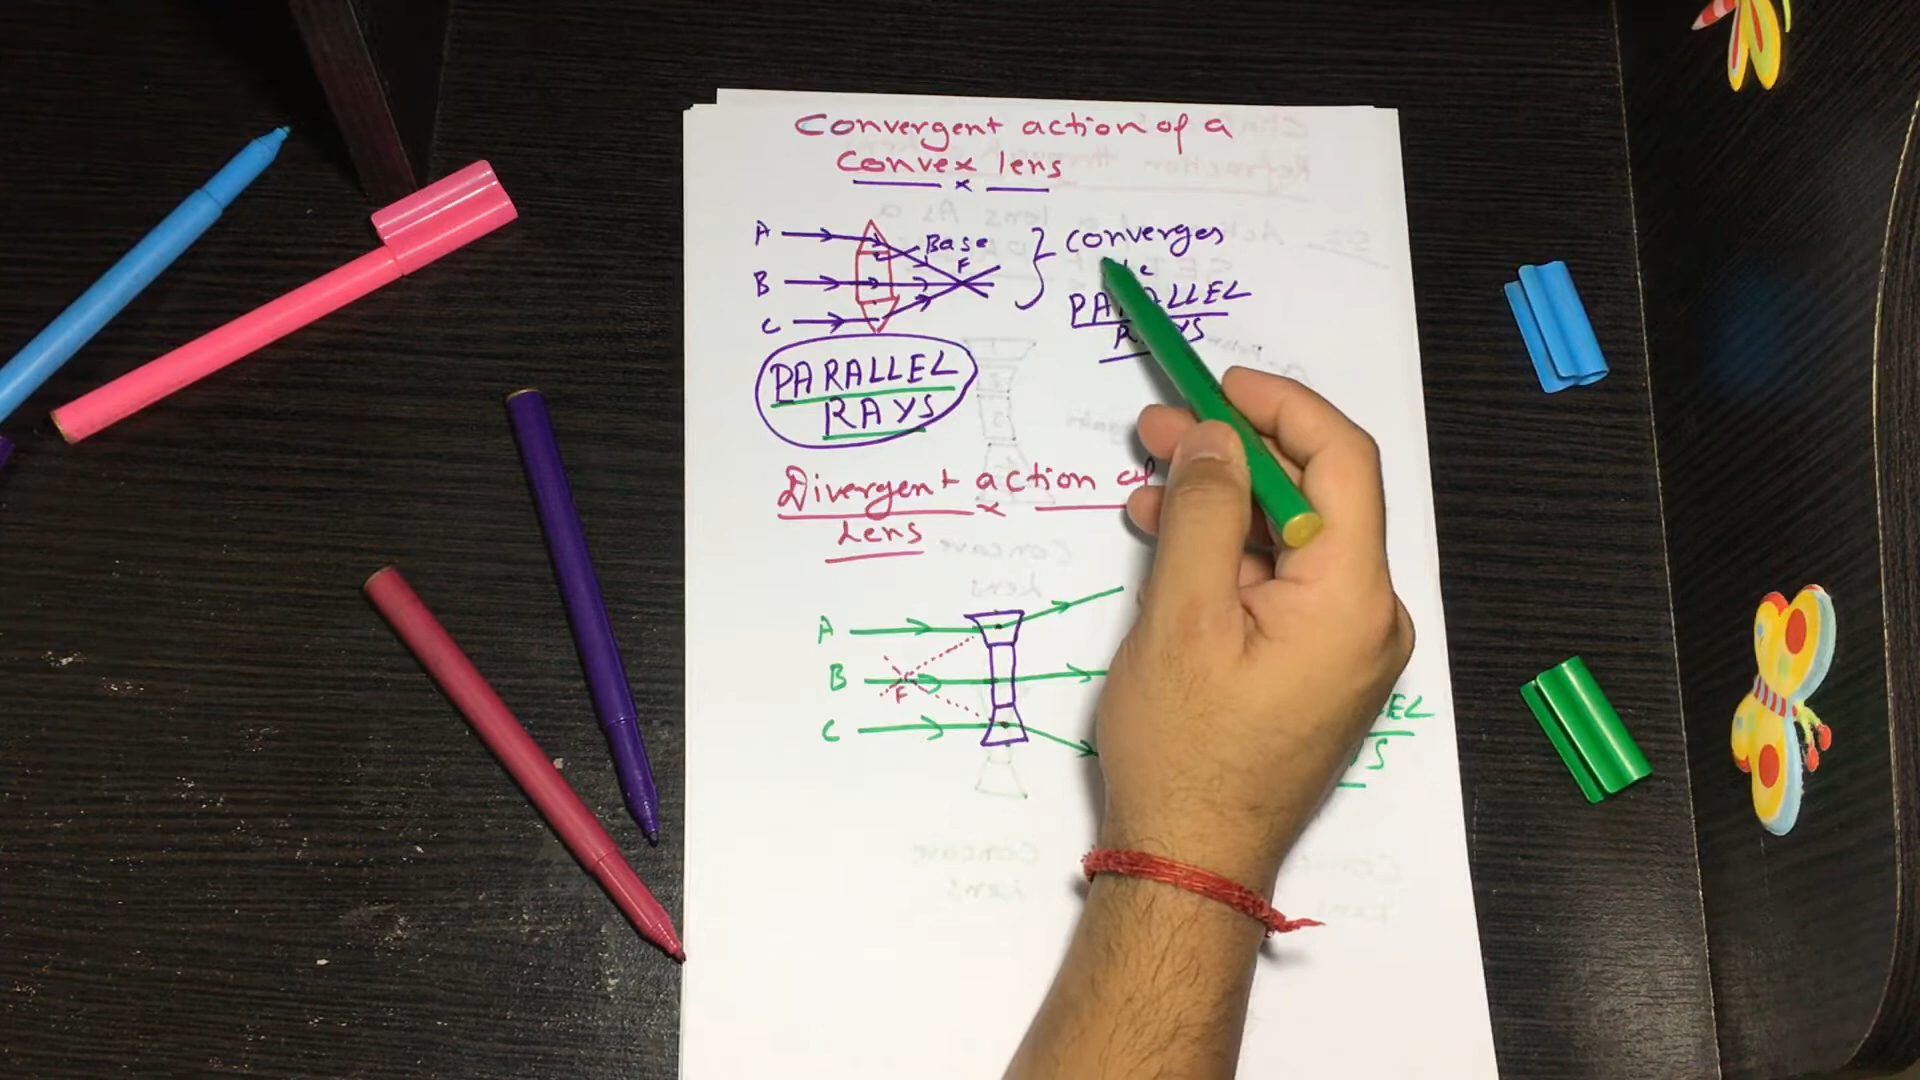 Convergent action of a
Convex lens
A
Base
F
B
C
Converges
PARALLEL
RAYS
PARALLEL
RAYS
Divergent action of
Lens
A
B
F
C